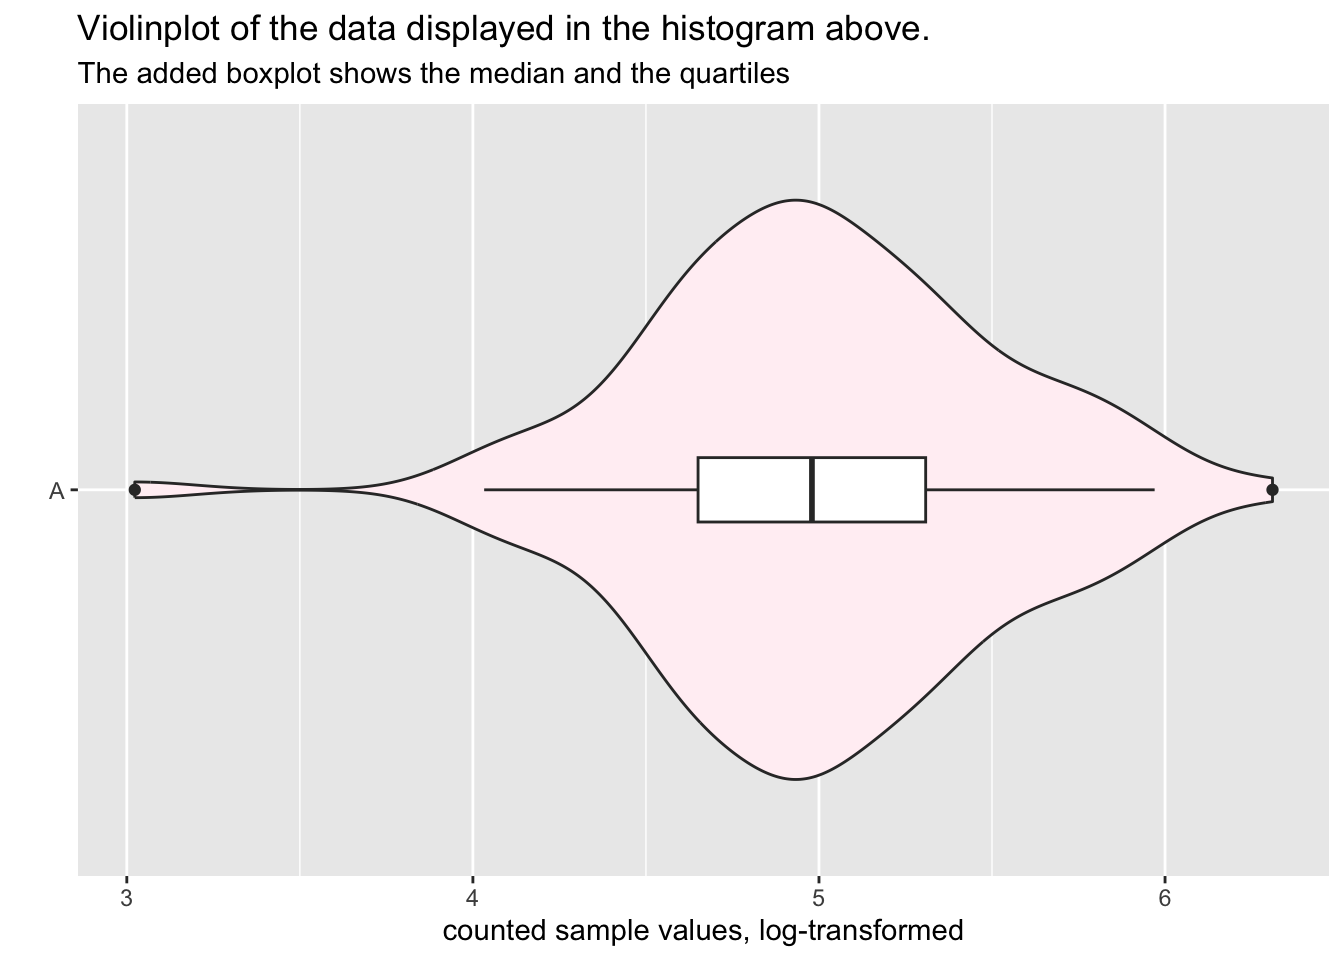 Violinplot of the data displayed in the histogram above.
The added boxplot shows the median and the quartiles
A
3 4 5 6
counted sample values, log-transformed